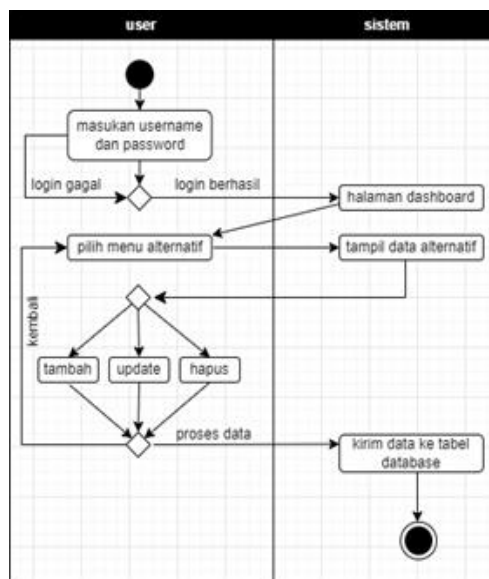 user
sistem
masukan username
dan password
login gagal
login berhasil
halaman dashboard
pilih menu alternatif
tampil data alternatif
kembali
tambah
update
hapus
proses data
kirim data ke tabel
database